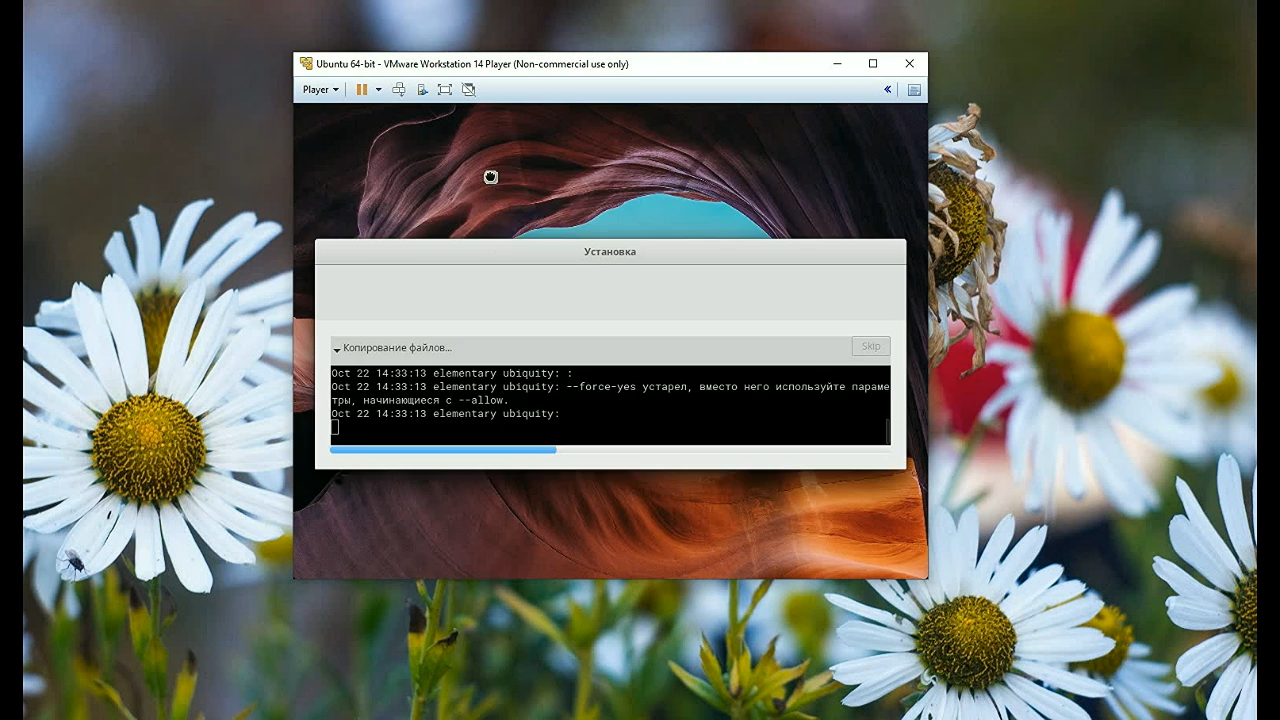 Ubuntu 64-bit - VMware Workstation 14 Player (Non-commercial use only)
Player
Установка
Копирование файлов...
Skip
Oct 22 14:33:13 elementary ubiquity: :
Oct 22 14:33:13 elementary ubiquity: --force-yes устарел, вместо него используйте параме
тры, начинающиеся с --allow.
Oct 22 14:33:13 elementary ubiquity: